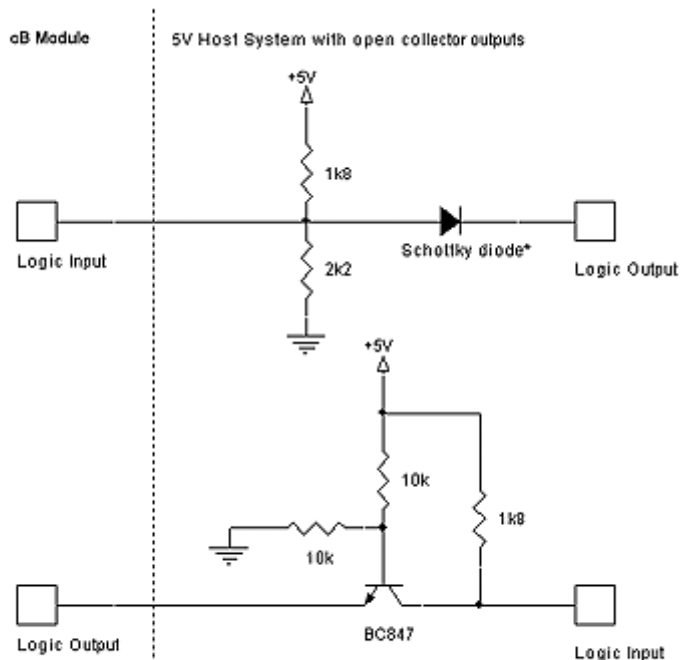 oB Module
5V Host System with open collector outputs
+5V
1k8
Logic Input
Schottky diode*
Logic Output
2k2
+5V
10k
1k8
10k
Logic Output
BC847
Logic Input